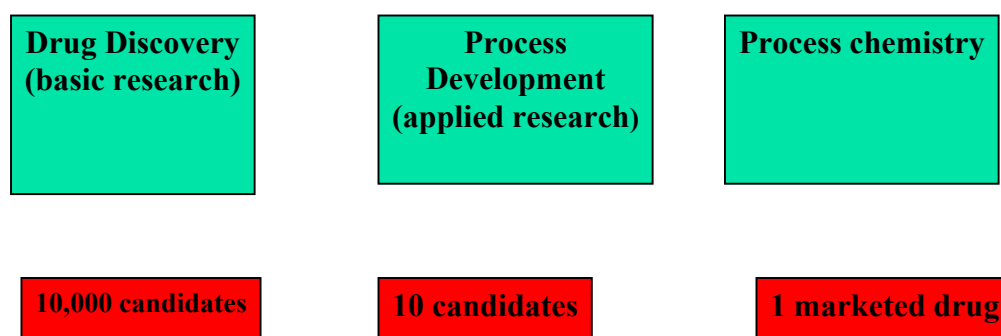 Drug Discovery
(basic research)
Process
Development
(applied research)
Process chemistry
10,000 candidates
10 candidates
1 marketed drug